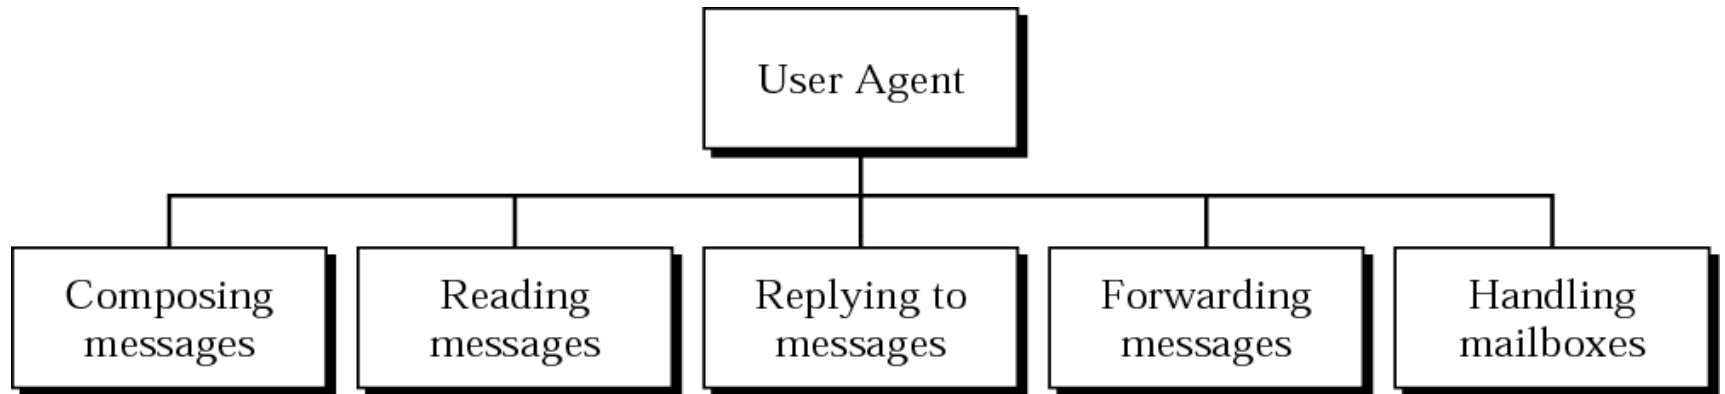 User Agent
Composing
messages
Reading
messages
Replying to
messages
Forwarding
messages
Handling
mailboxes